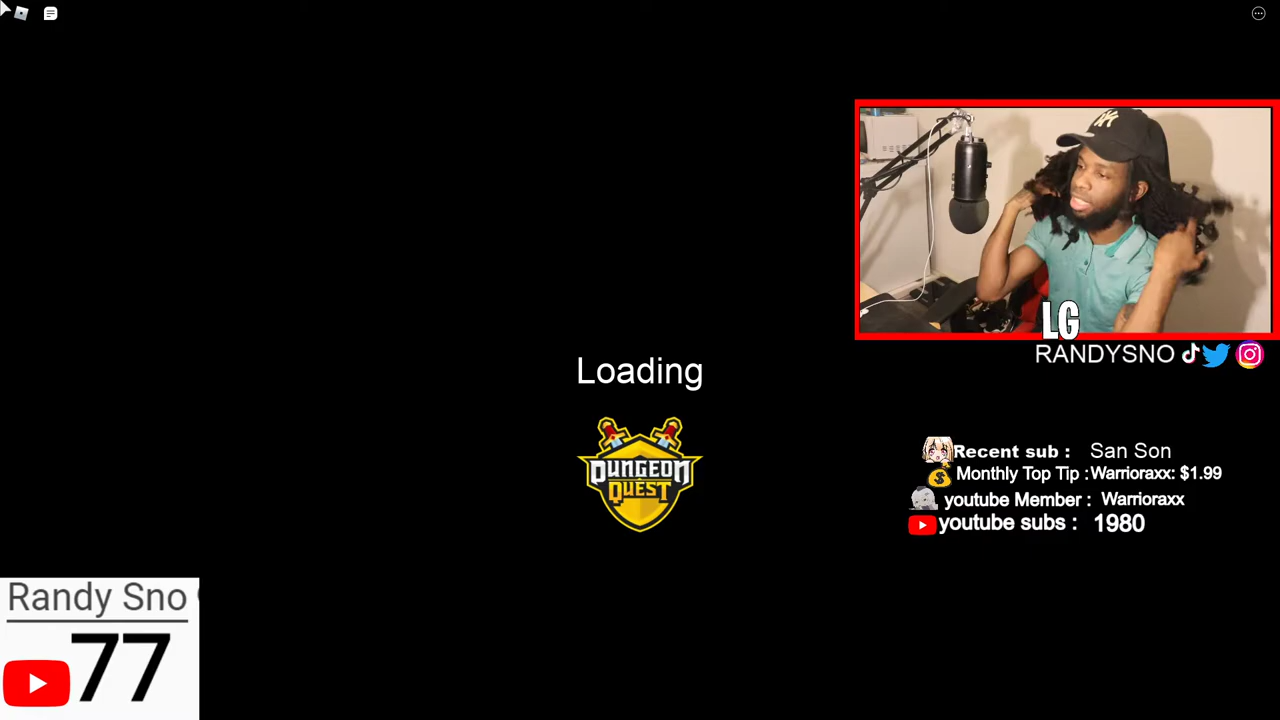 LG
RANDYSNO
Loading
DUNGEON
QUEST
Recent sub : San Son
Monthly Top Tip : Warrioraxx: $1.99
youtube Member : Warrioraxx
youtube subs : 1980
Randy Sno
77